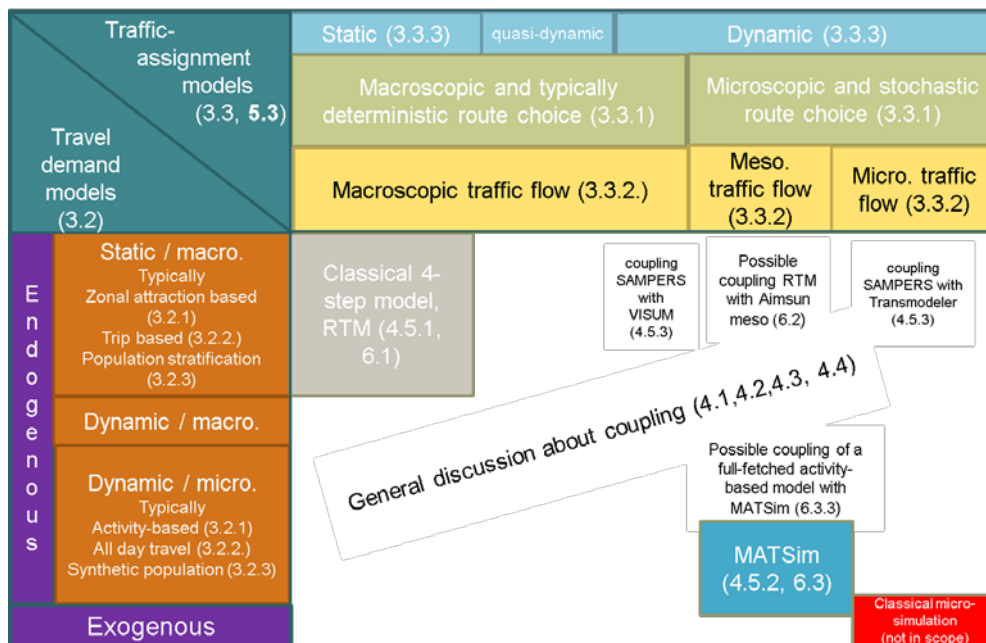 Traffic-
assignment
models
(3.3, 5.3)
Travel
demand
models
(3.2)
Static (3.3.3)
quasi-dynamic
Dynamic (3.3.3)
Macroscopic and typically
deterministic route choice (3.3.1)
Microscopic and stochastic
route choice (3.3.1)
Macroscopic traffic flow (3.3.2.)
Meso.
traffic flow
(3.3.2)
Micro. traffic
flow (3.3.2)
Endogenous
Static / macro.
Typically
Zonal attraction based
(3.2.1)
Trip based (3.2.2.)
Population stratification
(3.2.3)
Classical 4-
step model,
RTM (4.5.1,
6.1)
coupling
SAMPERS
with
VISUM
(4.5.3)
Possible
coupling RTM
with Aimsun
meso (6.2)
coupling
SAMPERS with
Transmodeler
(4.5.3)
Dynamic / macro.
General discussion about coupling (4.1,4.2,4.3, 4.4)
Dynamic / micro.
Typically
Activity-based (3.2.1)
All day travel (3.2.2.)
Synthetic population (3.2.3)
Possible coupling of a
full-fetched activity-
based model with
MATSim (6.3.3)
MATSim
(4.5.2, 6.3)
Exogenous
Classical micro-
simulation
(not in scope)